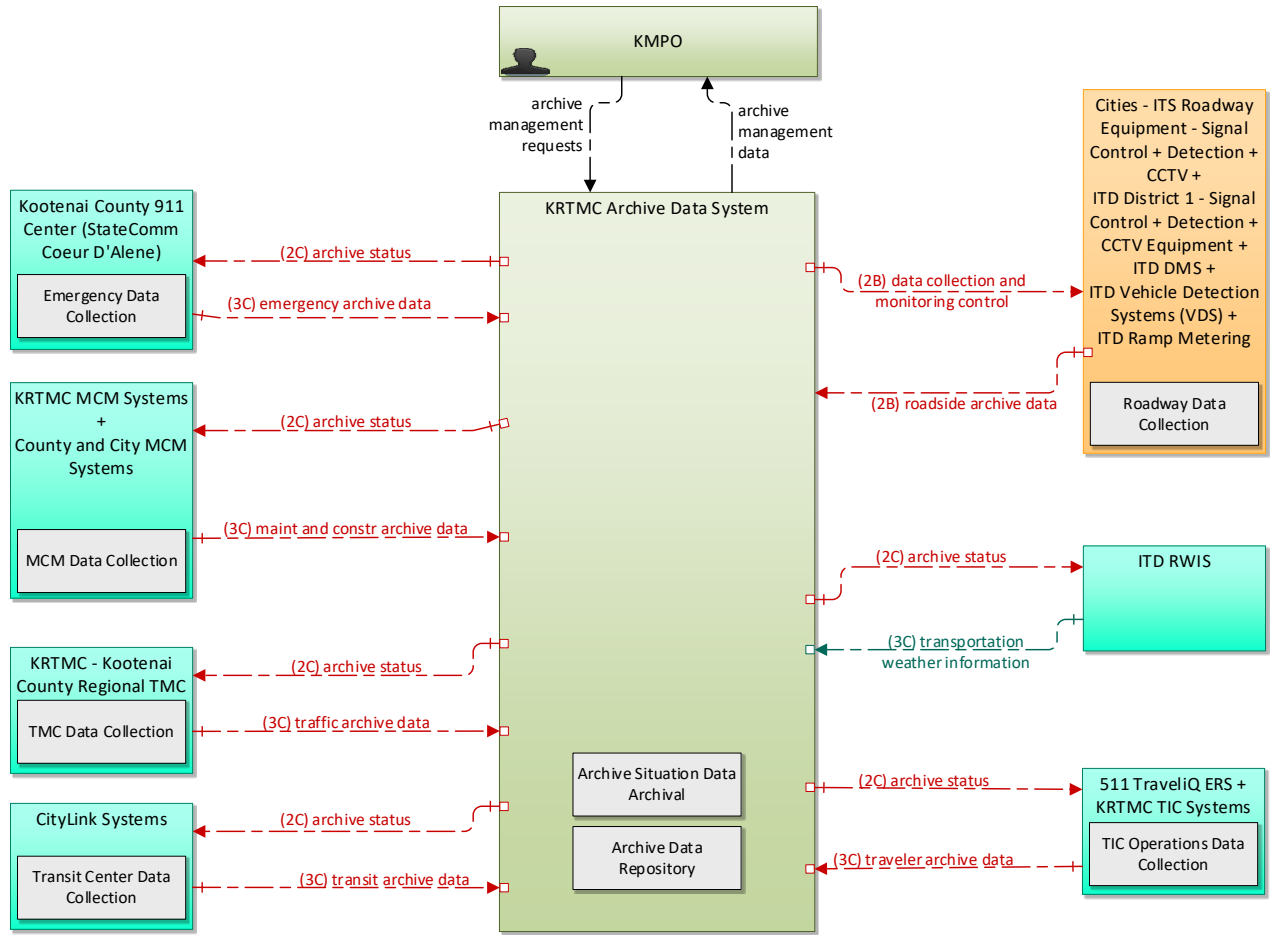 KMPO
archive
management
requests
archive
management
data
KRTMC Archive Data System
Kootenai County 911
Center (StateComm
Coeur D'Alene)
Emergency Data
Collection
(2C) archive status
(3C) emergency archive data
KRTMC MCM Systems
+
County and City MCM
Systems
MCM Data Collection
(2C) archive status
(3C) maint and constr archive data
KRTMC - Kootenai
County Regional TMC
TMC Data Collection
(2C) archive status
(3C) traffic archive data
CityLink Systems
Transit Center Data
Collection
(2C) archive status
(3C) transit archive data
Archive Situation Data
Archival
Archive Data
Repository
(2B) data collection and
monitoring control
(2B) roadside archive data
Cities - ITS Roadway
Equipment - Signal
Control + Detection +
CCTV +
ITD District 1 - Signal
Control + Detection +
CCTV Equipment +
ITD DMS +
ITD Vehicle Detection
Systems (VDS) +
ITD Ramp Metering
Roadway Data
Collection
(2C) archive status
(3C) transportation
weather information
ITD RWIS
(2C) archive status
(3C) traveler archive data
511 TraveliQ ERS +
KRTMC TIC Systems
TIC Operations Data
Collection